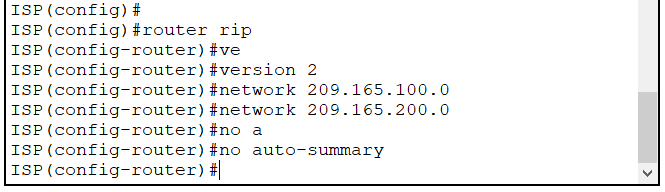 ISP(config)#
ISP(config)#router rip
ISP(config-router)#ve
ISP(config-router)#version 2
ISP(config-router)#network 209.165.100.0
ISP(config-router)#network 209.165.200.0
ISP(config-router)#no a
ISP(config-router)#no auto-summary
ISP(config-router)#